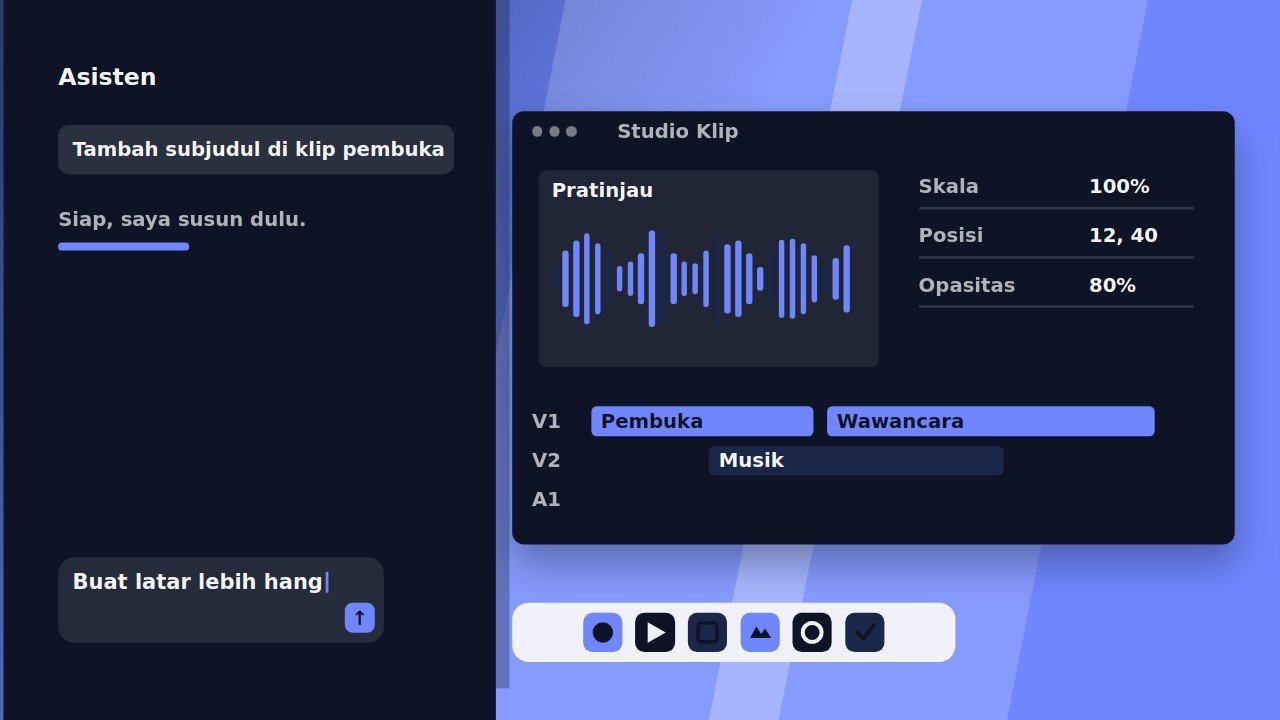 Asisten
Tambah subjudul di klip pembuka
Siap, saya susun dulu.
Buat latar lebih hang
↑
Studio Klip
Pratinjau
Skala 100%
Posisi 12, 40
Opasitas 80%
V1 Pembuka Wawancara
V2 Musik
A1